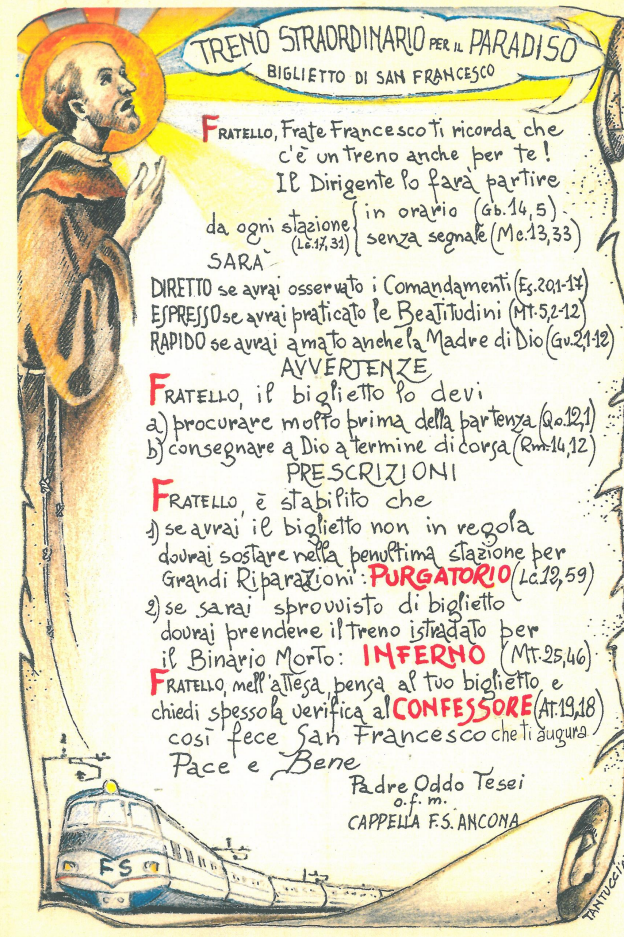 TRENO STRAORDINARIO PER IL PARADISO
BIGLIETTO DI SAN FRANCESCO
FRATELLO, Frate Francesco Ti ricorda che
c'è un Treno anche per te!
Il Dirigente lo farà partire
da ogni stazione (Lc.17,31)
in orario (Gb.14,5)
senza segnale (Mc.13,33)
SARÀ
DIRETTO se avrai osservato i Comandamenti (Es.20,1-17)
ESPRESSO se avrai praticato le Beatitudini (MT.5,2-12)
RAPIDO se avrai amato anche la Madre di Dio (Gv.2,1-12)
AVVERTENZE
FRATELLO, il biglietto lo devi
a) procurare molto prima della partenza (Qo.12,1)
b) consegnare a Dio a termine di corsa (Rm.14,12)
PRESCRIZIONI
FRATELLO, è stabilito che
1) se avrai il biglietto non in regola
dovrai sostare nella penultima stazione per
Grandi Riparazioni: PURGATORIO (Lc.12,59)
2) se sarai sprovvisto di biglietto
dovrai prendere il treno istradato per
il Binario Morto: INFERNO (MT.25,46)
FRATELLO, nell'attesa, pensa al tuo biglietto e
chiedi spesso la verifica al CONFESSORE (AT.19,18)
così fece San Francesco che ti augura
Pace e Bene
Padre Oddo Tesei
o.f.m.
CAPPELLA F.S. ANCONA
FS
TANTUCCI